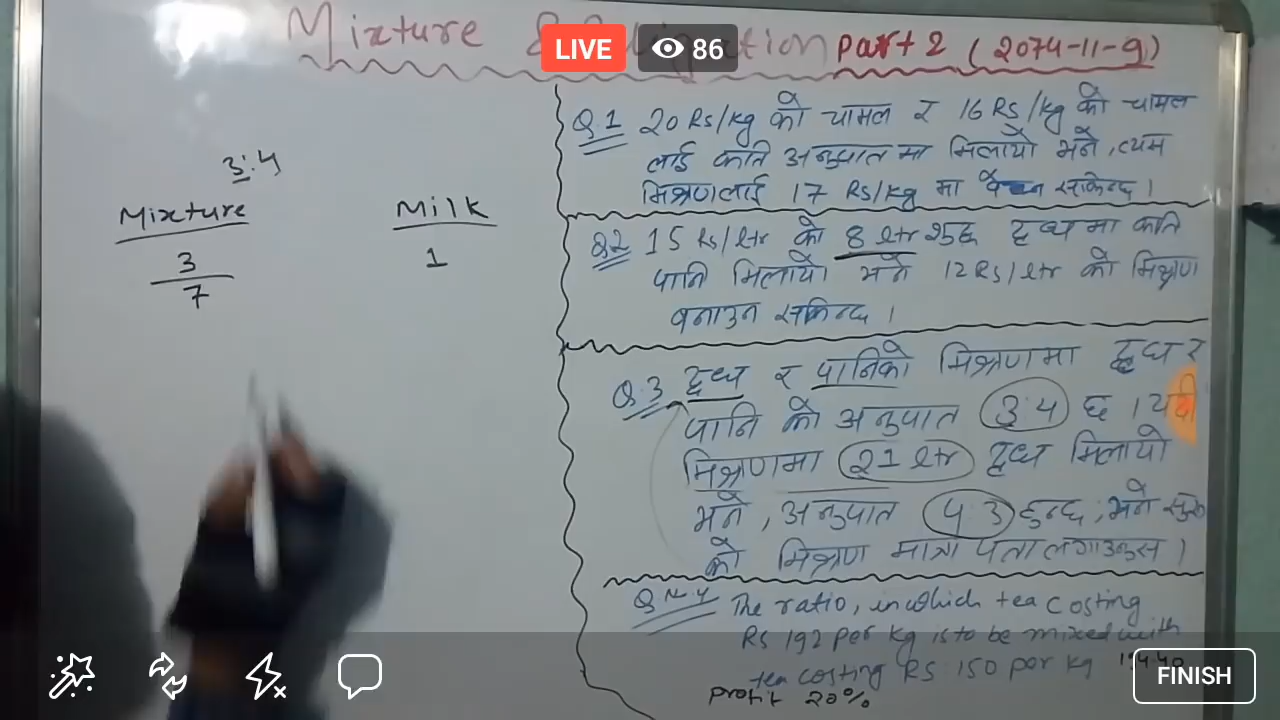 Mixture & Alligation part 2 (2074-11-9)
LIVE
86
3:4
Mixture
Milk
3
7
1
Q.1 20 Rs/kg को चामल र 16 Rs/kg को चामल
लाई कति अनुपात मा मिलायो भने, त्यस
मिश्रणलाई 17 Rs/kg मा सकिन्छ ।
Q.2 15 Rs/ltr को 8 ltr शुद्ध दूधमा कति
पानि मिलायो भने 12 Rs/ltr को मिश्रण
बनाउन सकिन्छ ।
Q.3 दूध र पानिको मिश्रणमा दूध र
पानि को अनुपात 3:4 छ । यदी
मिश्रणमा 21 ltr दूध मिलायो
भने, अनुपात 4:3 हुन्छ, भने सुरु
को मिश्रण मात्रा पत्ता लगाउनुस ।
Q.N.4 The ratio, in which tea costing
Rs 192 per kg is to be mixed with
tea costing Rs 150 per kg 194.40
profit 20%
FINISH